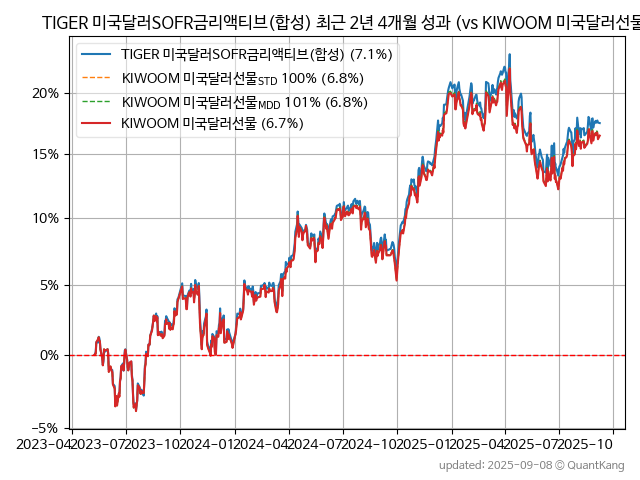 TIGER 미국달러SOFR금리액티브(합성) 최근 2년 4개월 성과 (vs KIWOOM 미국달러선물
TIGER 미국달러SOFR금리액티브(합성) (7.1%)
KIWOOM 미국달러선물STD 100% (6.8%)
KIWOOM 미국달러선물MDD 101% (6.8%)
KIWOOM 미국달러선물 (6.7%)
20%
15%
10%
5%
0%
−5%
2023-04 2023-07 2023-10 2024-01 2024-04 2024-07 2024-10 2025-01 2025-04 2025-07 2025-10
updated: 2025-09-08 © QuantKang